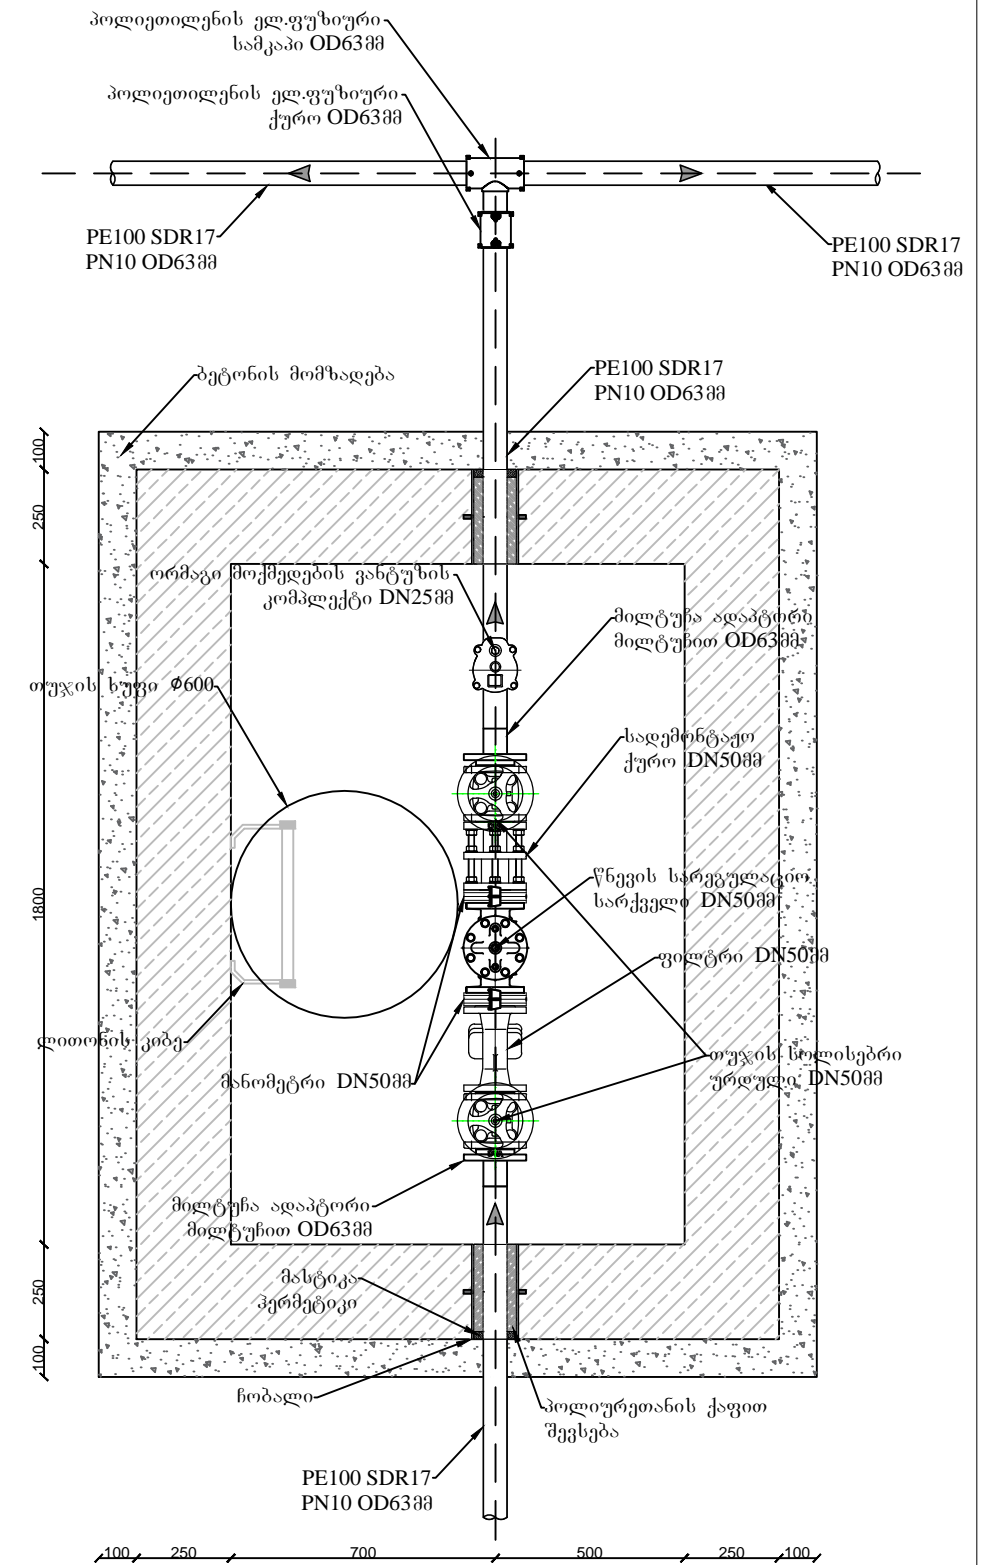 პოლიეთილენის ელ.ფუზიური
სამკაპი OD63მმ
პოლიეთილენის ელ.ფუზიური
ქურო OD63მმ
PE100 SDR17
PN10 OD63მმ
PE100 SDR17
PN10 OD63მმ
PE100 SDR17
PN10 OD63მმ
ბეტონის მომზადება
100
250
ორმაგი მოქმედების ვანტუზის
კომპლექტი DN25მმ
მილტუჩა ადაპტორი
მილტუჩით OD63მმ
თუჯის ხუფი Φ600
სადემონტაჟო
ქურო DN50მმ
1800
წნევის სარეგულაციო
სარქველი DN50მმ
ფილტრი DN50მმ
ლითონის კიბე
თუჯის სოლისებრი
ურდული DN50მმ
მანომეტრი DN50მმ
მილტუჩა ადაპტორი
მილტუჩით OD63მმ
250
მასტიკა
ჰერმეტიკი
100
ჩობალი
პოლიურეთანის ქაფით
შევსება
PE100 SDR17
PN10 OD63მმ
100 250 700 500 250 100